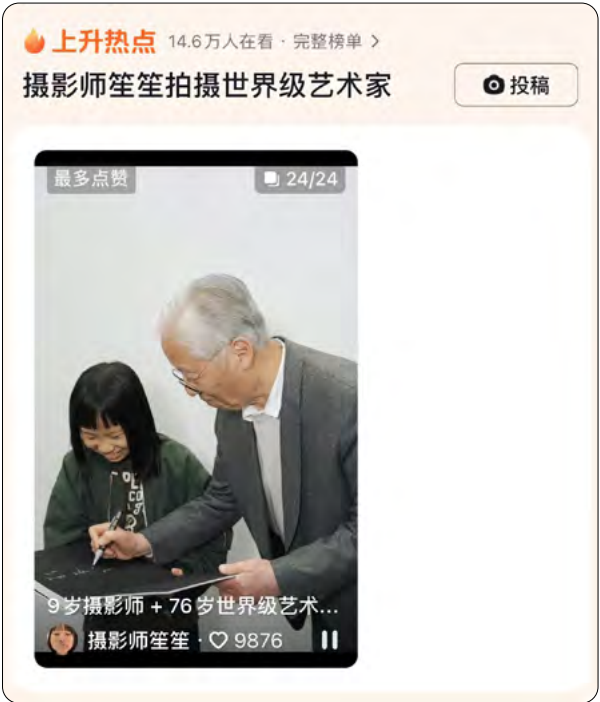 上升热点 14.6万人在看 · 完整榜单 >
摄影师笙笙拍摄世界级艺术家
投稿
最多点赞
24/24
9岁摄影师 + 76岁世界级艺术...
摄影师笙笙 · 9876